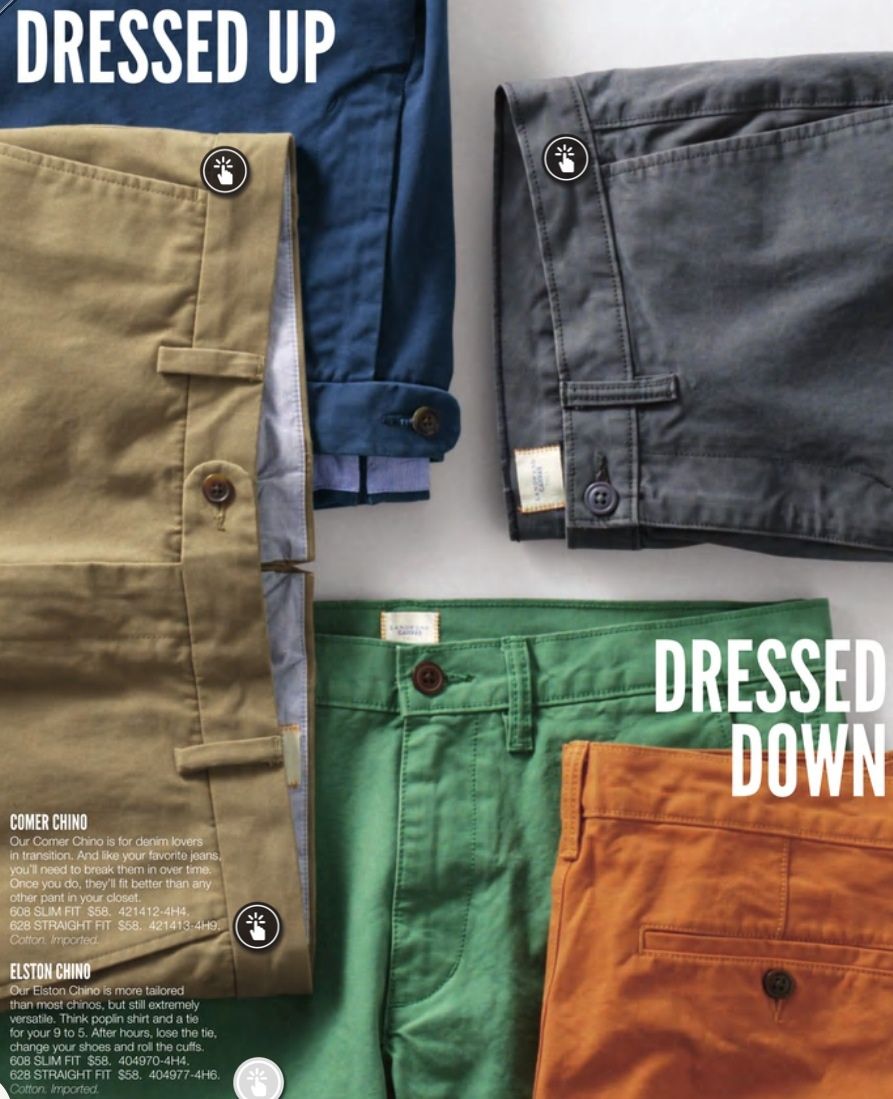 DRESSED UP
LANDS' END
CANVAS
DRESSED
DOWN
COMER CHINO
Our Comer Chino is for denim lovers
in transition. And like your favorite jeans,
you'll need to break them in over time.
Once you do, they'll fit better than any
other pant in your closet.
608 SLIM FIT $58. 421412-4H4.
628 STRAIGHT FIT $58. 421413-4H9.
Cotton. Imported.
ELSTON CHINO
Our Elston Chino is more tailored
than most chinos, but still extremely
versatile. Think poplin shirt and a tie
for your 9 to 5. After hours, lose the tie,
change your shoes and roll the cuffs.
608 SLIM FIT $58. 404970-4H4.
628 STRAIGHT FIT $58. 404977-4H6.
Cotton. Imported.